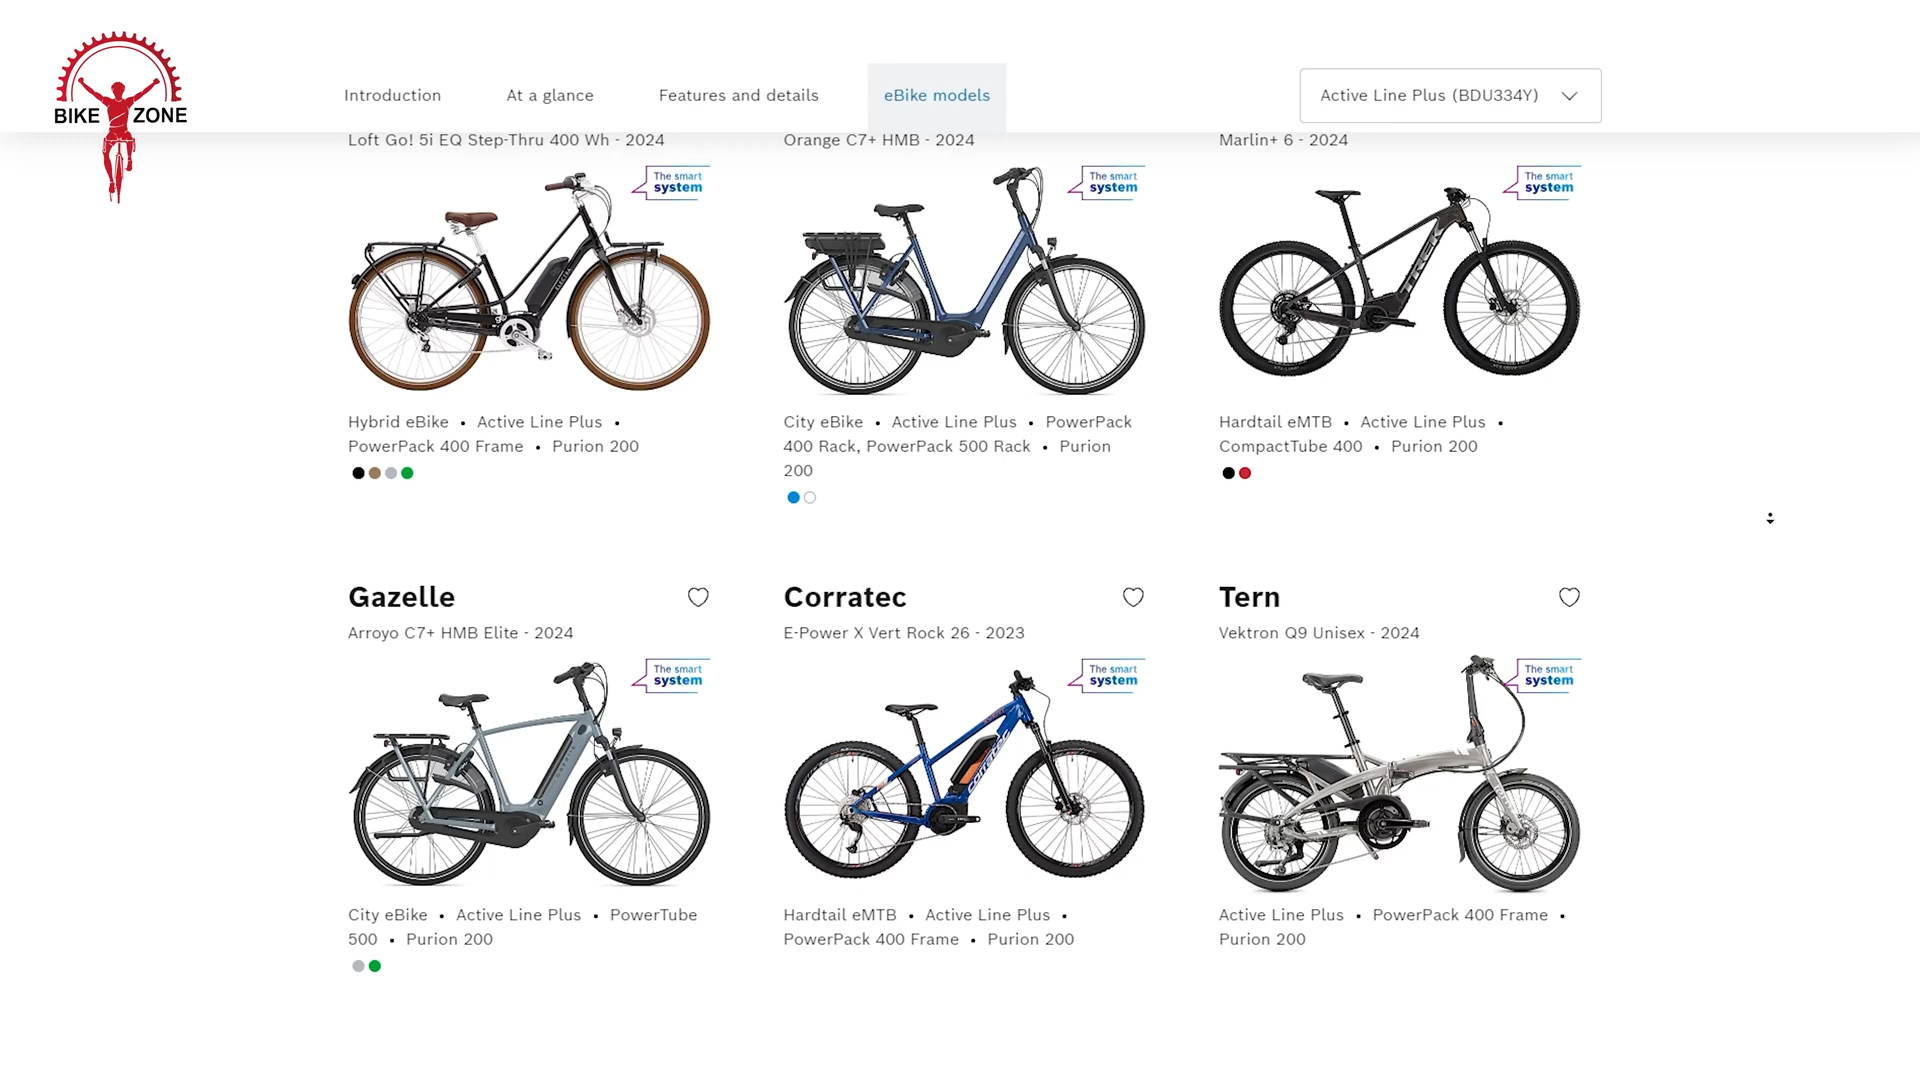 BIKE ZONE
Introduction
At a glance
Features and details
eBike models
Active Line Plus (BDU334Y)
Loft Go! 5i EQ Step-Thru 400 Wh - 2024
The smart
system
Hybrid eBike • Active Line Plus •
PowerPack 400 Frame • Purion 200
Orange C7+ HMB - 2024
The smart
system
City eBike • Active Line Plus • PowerPack
400 Rack, PowerPack 500 Rack • Purion
200
Marlin+ 6 - 2024
The smart
system
TREK
Hardtail eMTB • Active Line Plus •
CompactTube 400 • Purion 200
Gazelle
Arroyo C7+ HMB Elite - 2024
The smart
system
City eBike • Active Line Plus • PowerTube
500 • Purion 200
Corratec
E-Power X Vert Rock 26 - 2023
The smart
system
corratec
Hardtail eMTB • Active Line Plus •
PowerPack 400 Frame • Purion 200
Tern
Vektron Q9 Unisex - 2024
The smart
system
Active Line Plus • PowerPack 400 Frame •
Purion 200